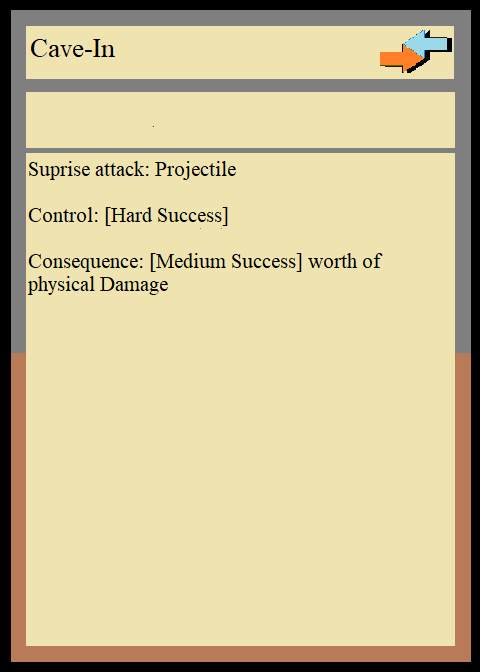 Cave-In
Suprise attack: Projectile
Control: [Hard Success]
Consequence: [Medium Success] worth of
physical Damage